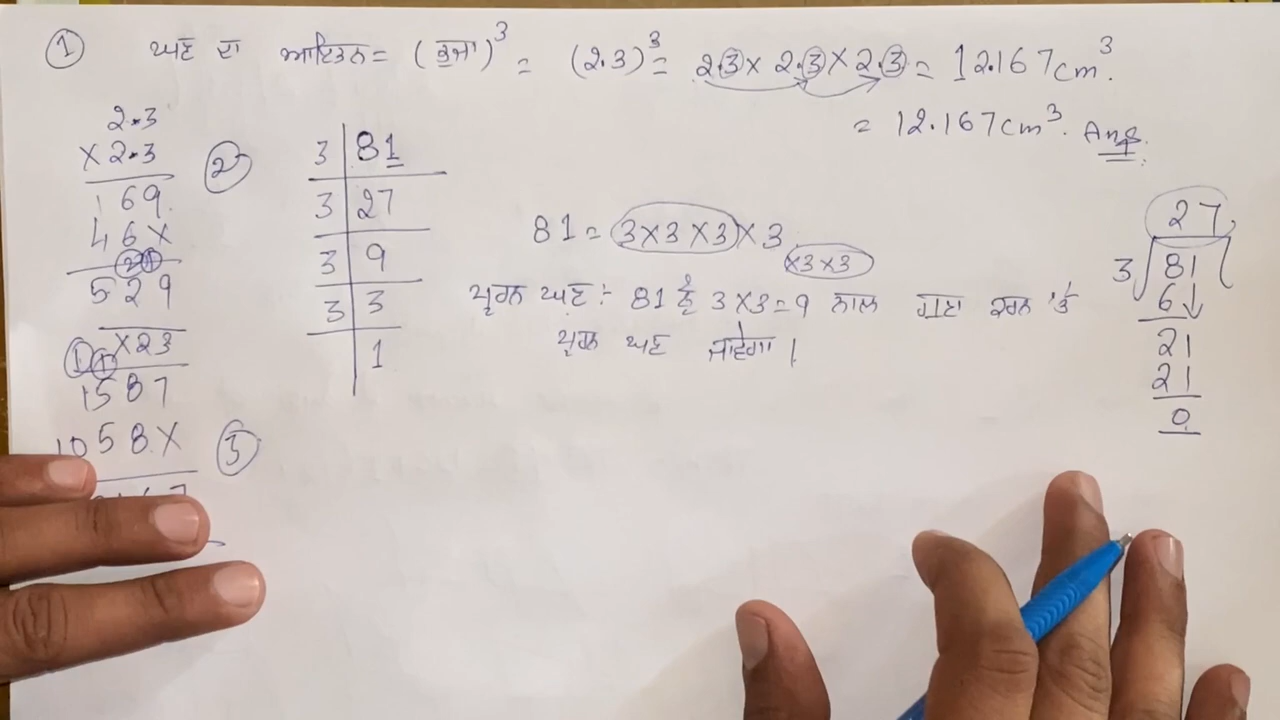 ① ਘਣ ਦਾ ਆਇਤਨ = (ਭੁਜਾ)³ = (2.3)³ = 2.3 × 2.3 × 2.3 = 12.167 cm³.
= 12.167 cm³. Ans.
2.3
× 2.3
169
46×
529
×23
1587
1058×
②
3 | 81
3 | 27
3 | 9
3 | 3
1
81 = 3×3×3×3
×3×3
ਪੂਰਨ ਘਣ :- 81 ਨੂੰ 3×3=9 ਨਾਲ ਗੁਣਾ ਕਰਨ 'ਤੇ
ਪੂਰਨ ਘਣ ਜਾਵੇਗਾ ।
27
3 81
6↓
21
21
0
③